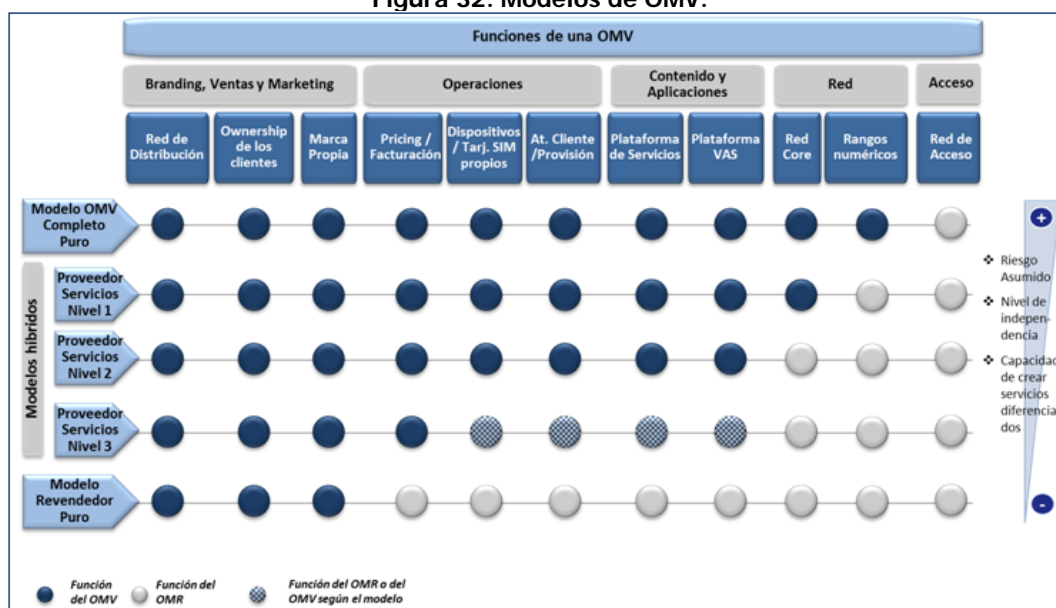 Figura 32. Modelos de OMV.
Funciones de una OMV
Branding, Ventas y Marketing
Operaciones
Contenido y
Aplicaciones
Red
Acceso
Red de
Distribución
Ownership
de los
clientes
Marca
Propia
Pricing /
Facturación
Dispositivos
/ Tarj. SIM
propios
At. Cliente
/Provisión
Plataforma
de Servicios
Plataforma
VAS
Red
Core
Rangos
numéricos
Red de
Acceso
Modelo OMV
Completo
Puro
Modelos híbridos
Proveedor
Servicios
Nivel 1
Proveedor
Servicios
Nivel 2
Proveedor
Servicios
Nivel 3
Modelo
Revendedor
Puro
+
❖ Riesgo
Asumido
❖ Nivel de
indepen-
dencia
❖ Capacidad
de crear
servicios
diferencia
dos
-
Función
del OMV
Función del
OMR
Función del OMR o del
OMV según el modelo